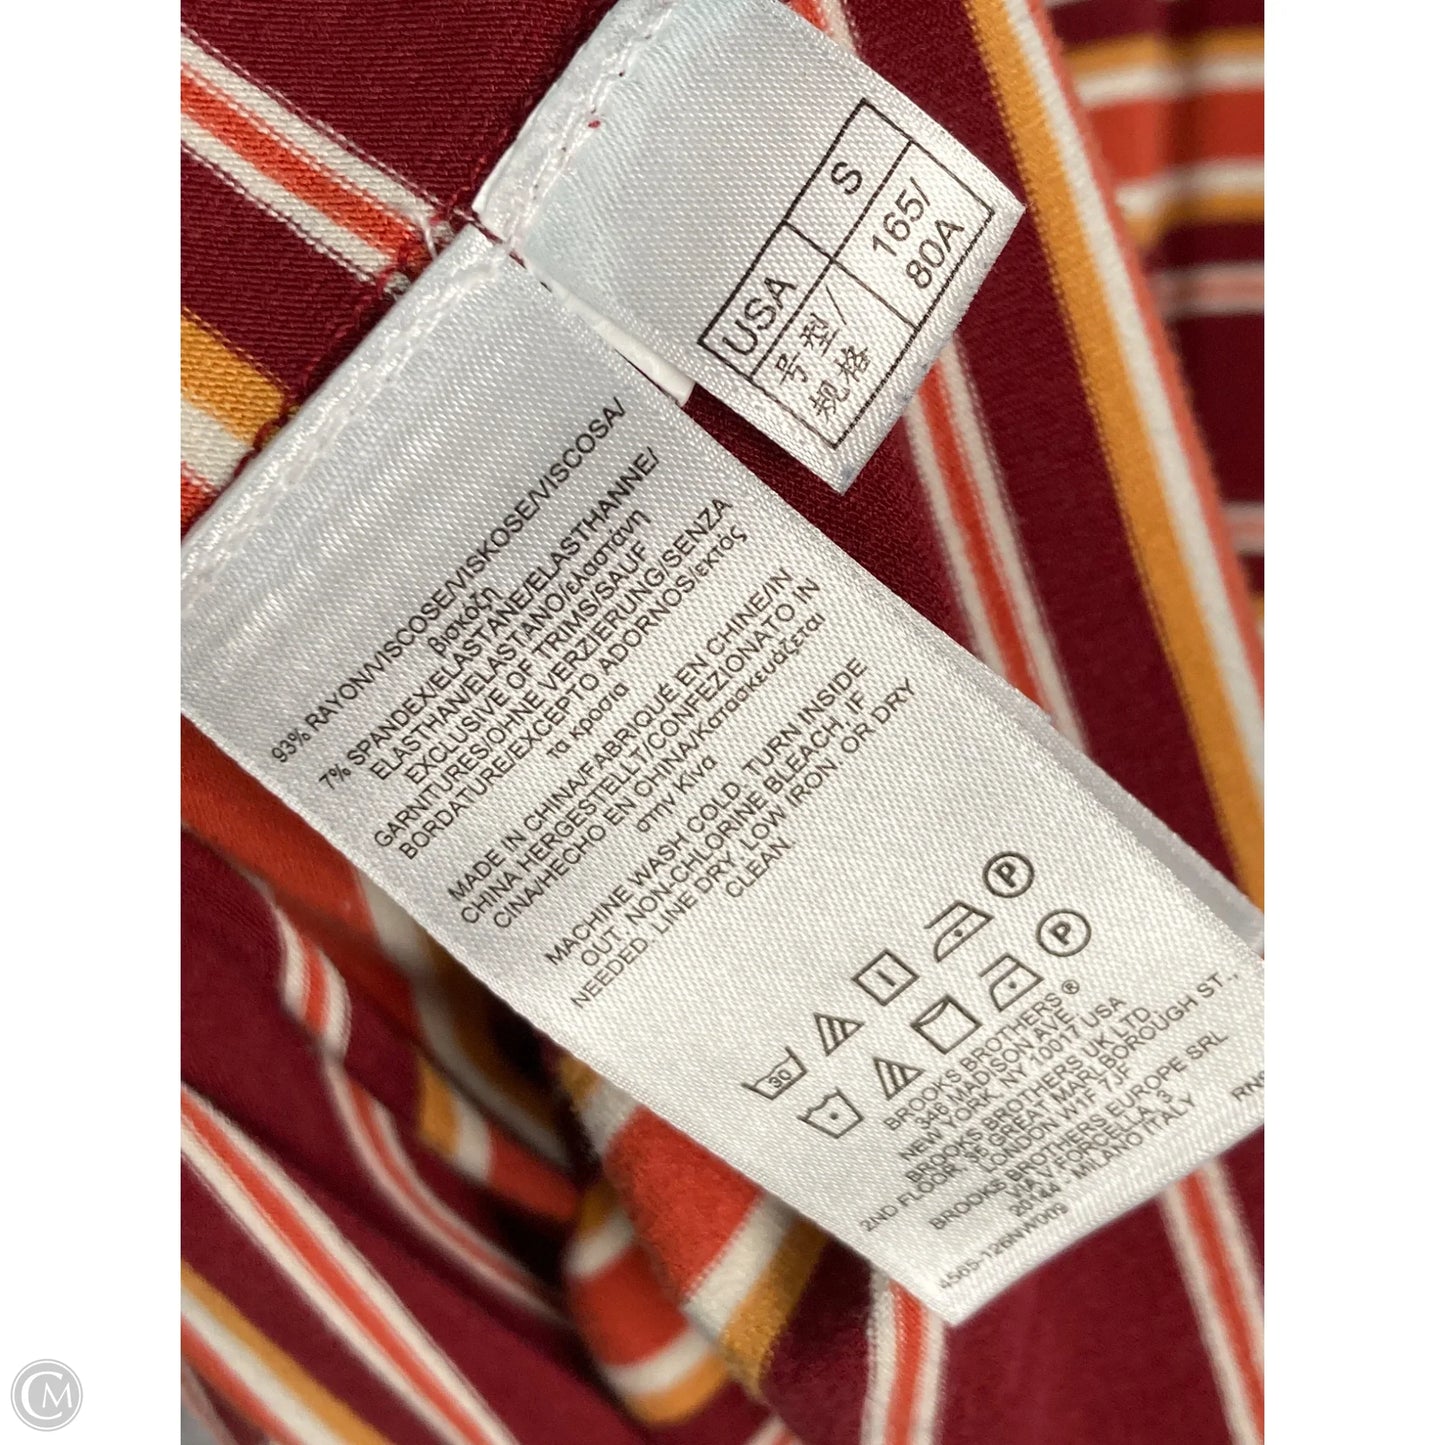 USA S
号型/ 165/
规格 80A
93% RAYON/VISCOSE/VISKOSE/VISCOSA/
βισκόζη
7% SPANDEX/ELASTANE/ELASTHANNE/
ELASTHAN/ELASTANO/ελαστάνη
EXCLUSIVE OF TRIMS/SAUF
GARNITURES/OHNE VERZIERUNG/SENZA
BORDATURE/EXCEPTO ADORNOS/εκτός
τα κροσια
MADE IN CHINA/FABRIQUÉ EN CHINE/IN
CHINA HERGESTELLT/CONFEZIONATO IN
CINA/HECHO EN CHINA/Κατασκευάζεται
στην Κίνα
MACHINE WASH COLD. TURN INSIDE
OUT. NON-CHLORINE BLEACH, IF
NEEDED. LINE DRY. LOW IRON OR DRY
CLEAN.
30 P
P
BROOKS BROTHERS®
346 MADISON AVE
NEW YORK, NY 10017 USA
BROOKS BROTHERS UK LTD
2ND FLOOR, 3E GREAT MARLBOROUGH ST.,
LONDON W1F 7JF
BROOKS BROTHERS EUROPE SRL
VIA V FORCELLA, 3
20144 - MILANO ITALY
4565-126NW009
CM